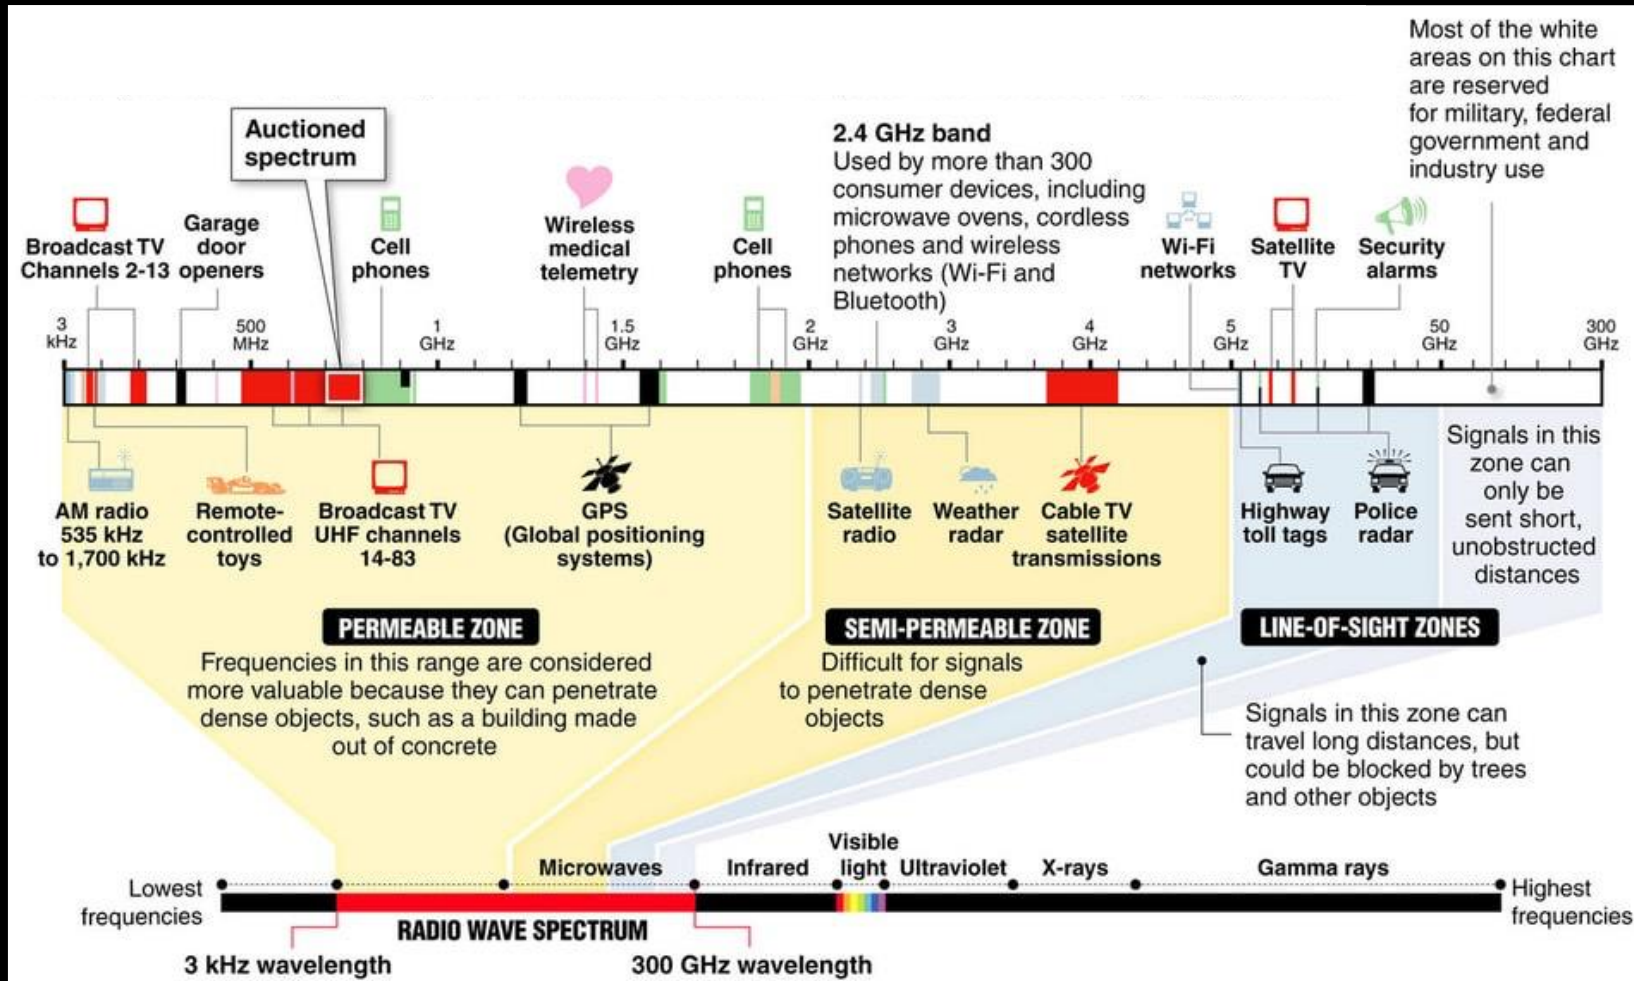 Most of the white
areas on this chart
are reserved
for military, federal
government and
industry use
Auctioned
spectrum
2.4 GHz band
Used by more than 300
consumer devices, including
microwave ovens, cordless
phones and wireless
networks (Wi-Fi and
Bluetooth)
Broadcast TV
Channels 2-13
Garage
door
openers
Cell
phones
Wireless
medical
telemetry
Cell
phones
Wi-Fi
networks
Satellite
TV
Security
alarms
3
kHz
500
MHz
1
GHz
1.5
GHz
2
GHz
3
GHz
4
GHz
5
GHz
50
GHz
300
GHz
AM radio
535 kHz
to 1,700 kHz
Remote-
controlled
toys
Broadcast TV
UHF channels
14-83
GPS
(Global positioning
systems)
Satellite
radio
Weather
radar
Cable TV
satellite
transmissions
Highway
toll tags
Police
radar
Signals in this
zone can
only be
sent short,
unobstructed
distances
PERMEABLE ZONE
Frequencies in this range are considered
more valuable because they can penetrate
dense objects, such as a building made
out of concrete
SEMI-PERMEABLE ZONE
Difficult for signals
to penetrate dense
objects
LINE-OF-SIGHT ZONES
Signals in this zone can
travel long distances, but
could be blocked by trees
and other objects
Lowest
frequencies
Microwaves
Infrared
Visible
light
Ultraviolet
X-rays
Gamma rays
Highest
frequencies
RADIO WAVE SPECTRUM
3 kHz wavelength
300 GHz wavelength